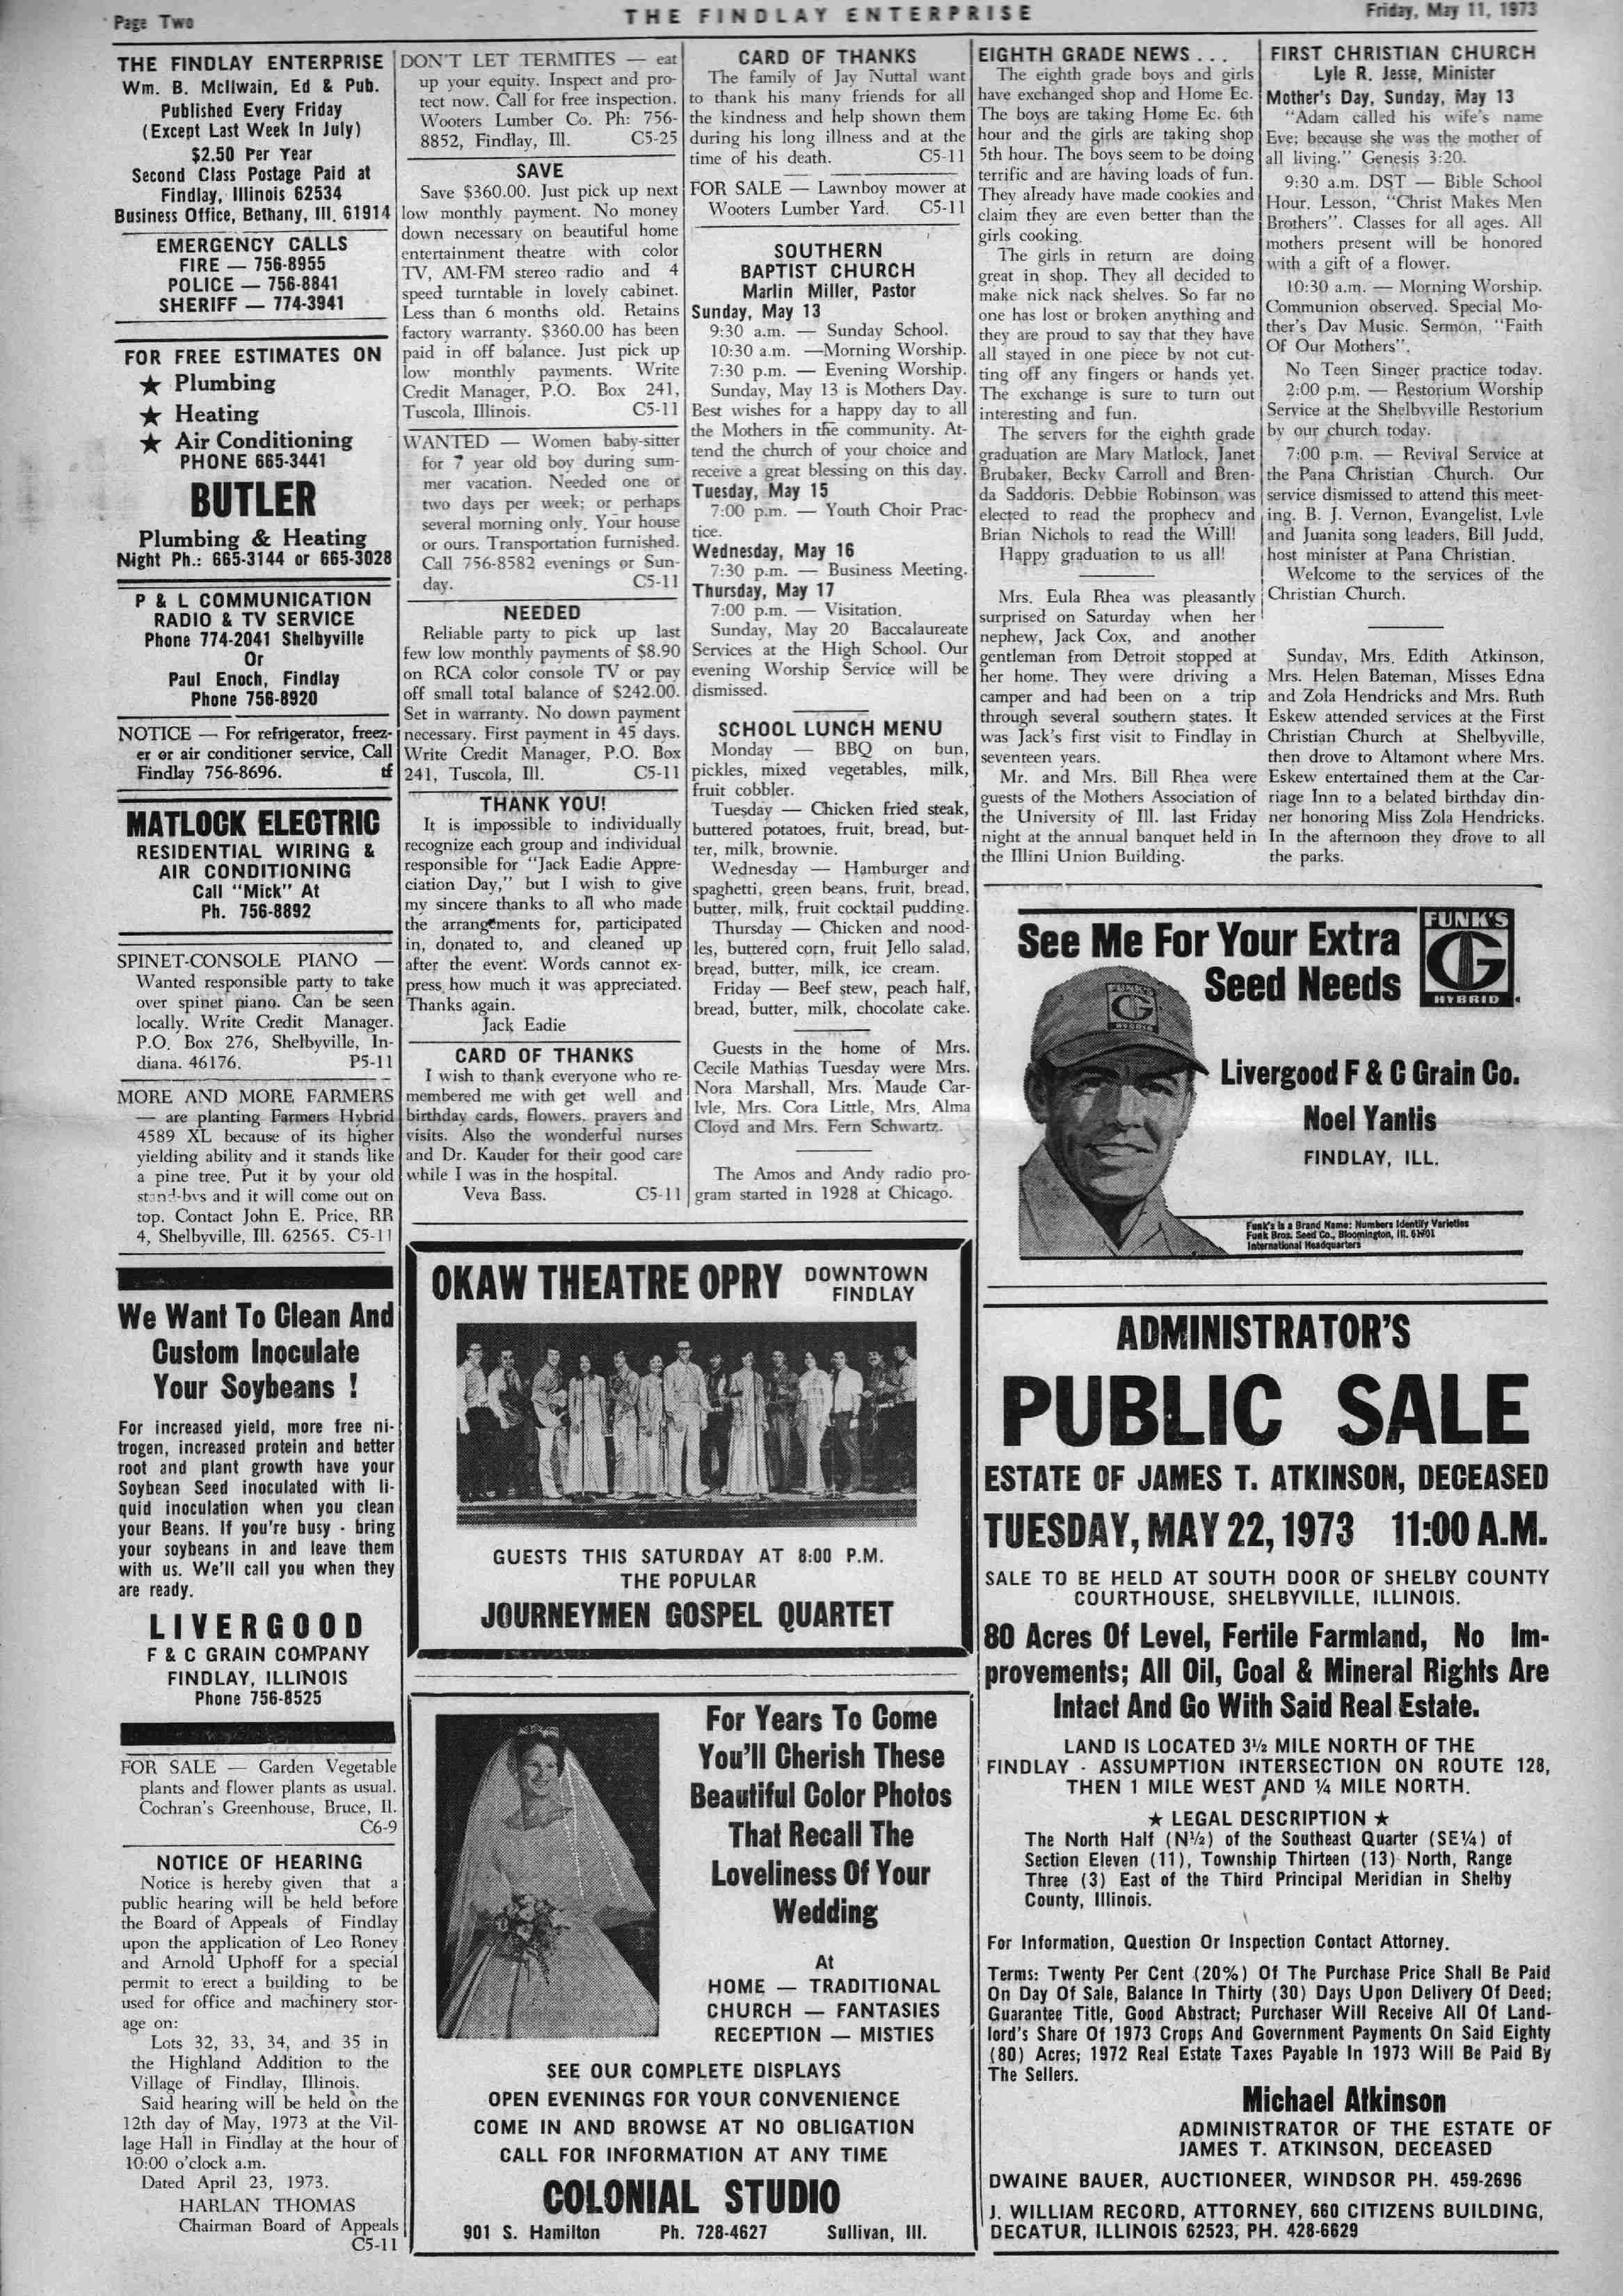 Page Two
THE FINDLAY ENTERPRISE
Friday, May 11, 1973
THE FINDLAY ENTERPRISE
Wm. B. McIlwain, Ed & Pub.
Published Every Friday
(Except Last Week In July)
$2.50 Per Year
Second Class Postage Paid at
Findlay, Illinois 62534
Business Office, Bethany, Ill. 61914
EMERGENCY CALLS
FIRE — 756-8955
POLICE — 756-8841
SHERIFF — 774-3941
FOR FREE ESTIMATES ON
★ Plumbing
★ Heating
★ Air Conditioning
PHONE 665-3441
BUTLER
Plumbing & Heating
Night Ph.: 665-3144 or 665-3028
P & L COMMUNICATION
RADIO & TV SERVICE
Phone 774-2041 Shelbyville
Or
Paul Enoch, Findlay
Phone 756-8920
NOTICE — For refrigerator, freez-
er or air conditioner service, Call
Findlay 756-8696. tf
MATLOCK ELECTRIC
RESIDENTIAL WIRING &
AIR CONDITIONING
Call "Mick" At
Ph. 756-8892
SPINET-CONSOLE PIANO —
Wanted responsible party to take
over spinet piano. Can be seen
locally. Write Credit Manager.
P.O. Box 276, Shelbyville, In-
diana. 46176. P5-11
MORE AND MORE FARMERS
— are planting Farmers Hybrid
4589 XL because of its higher
yielding ability and it stands like
a pine tree. Put it by your old
stand-bys and it will come out on
top. Contact John E. Price, RR
4, Shelbyville, Ill. 62565. C5-11
We Want To Clean And
Custom Inoculate
Your Soybeans !
For increased yield, more free ni-
trogen, increased protein and better
root and plant growth have your
Soybean Seed inoculated with li-
quid inoculation when you clean
your Beans. If you're busy - bring
your soybeans in and leave them
with us. We'll call you when they
are ready.
LIVERGOOD
F & C GRAIN COMPANY
FINDLAY, ILLINOIS
Phone 756-8525
FOR SALE — Garden Vegetable
plants and flower plants as usual.
Cochran's Greenhouse, Bruce, Il.
C6-9
NOTICE OF HEARING
Notice is hereby given that a
public hearing will be held before
the Board of Appeals of Findlay
upon the application of Leo Roney
and Arnold Uphoff for a special
permit to erect a building to be
used for office and machinery stor-
age on:
Lots 32, 33, 34, and 35 in
the Highland Addition to the
Village of Findlay, Illinois.
Said hearing will be held on the
12th day of May, 1973 at the Vil-
lage Hall in Findlay at the hour of
10:00 o'clock a.m.
Dated April 23, 1973.
HARLAN THOMAS
Chairman Board of Appeals
C5-11
DON'T LET TERMITES — eat
up your equity. Inspect and pro-
tect now. Call for free inspection.
Wooters Lumber Co. Ph: 756-
8852, Findlay, Ill. C5-25
SAVE
Save $360.00. Just pick up next
low monthly payment. No money
down necessary on beautiful home
entertainment theatre with color
TV, AM-FM stereo radio and 4
speed turntable in lovely cabinet.
Less than 6 months old. Retains
factory warranty. $360.00 has been
paid in off balance. Just pick up
low monthly payments. Write
Credit Manager, P.O. Box 241,
Tuscola, Illinois. C5-11
WANTED — Women baby-sitter
for 7 year old boy during sum-
mer vacation. Needed one or
two days per week; or perhaps
several morning only. Your house
or ours. Transportation furnished.
Call 756-8582 evenings or Sun-
day. C5-11
NEEDED
Reliable party to pick up last
few low monthly payments of $8.90
on RCA color console TV or pay
off small total balance of $242.00.
Set in warranty. No down payment
necessary. First payment in 45 days.
Write Credit Manager, P.O. Box
241, Tuscola, Ill. C5-11
THANK YOU!
It is impossible to individually
recognize each group and individual
responsible for "Jack Eadie Appre-
ciation Day," but I wish to give
my sincere thanks to all who made
the arrangements for, participated
in, donated to, and cleaned up
after the event. Words cannot ex-
press how much it was appreciated.
Thanks again.
Jack Eadie
CARD OF THANKS
I wish to thank everyone who re-
membered me with get well and
birthday cards, flowers, prayers and
visits. Also the wonderful nurses
and Dr. Kauder for their good care
while I was in the hospital.
Veva Bass. C5-11
CARD OF THANKS
The family of Jay Nuttal want
to thank his many friends for all
the kindness and help shown them
during his long illness and at the
time of his death. C5-11
FOR SALE — Lawnboy mower at
Wooters Lumber Yard. C5-11
SOUTHERN
BAPTIST CHURCH
Marlin Miller, Pastor
Sunday, May 13
9:30 a.m. — Sunday School.
10:30 a.m. —Morning Worship.
7:30 p.m. — Evening Worship.
Sunday, May 13 is Mothers Day.
Best wishes for a happy day to all
the Mothers in the community. At-
tend the church of your choice and
receive a great blessing on this day.
Tuesday, May 15
7:00 p.m. — Youth Choir Prac-
tice.
Wednesday, May 16
7:30 p.m. — Business Meeting.
Thursday, May 17
7:00 p.m. — Visitation.
Sunday, May 20 Baccalaureate
Services at the High School. Our
evening Worship Service will be
dismissed.
SCHOOL LUNCH MENU
Monday — BBQ on bun,
pickles, mixed vegetables, milk,
fruit cobbler.
Tuesday — Chicken fried steak,
buttered potatoes, fruit, bread, but-
ter, milk, brownie.
Wednesday — Hamburger and
spaghetti, green beans, fruit, bread,
butter, milk, fruit cocktail pudding.
Thursday — Chicken and nood-
les, buttered corn, fruit Jello salad,
bread, butter, milk, ice cream.
Friday — Beef stew, peach half,
bread, butter, milk, chocolate cake.
Guests in the home of Mrs.
Cecile Mathias Tuesday were Mrs.
Nora Marshall, Mrs. Maude Car-
lyle, Mrs. Cora Little, Mrs. Alma
Cloyd and Mrs. Fern Schwartz.
The Amos and Andy radio pro-
gram started in 1928 at Chicago.
OKAW THEATRE OPRY
DOWNTOWN
FINDLAY
GUESTS THIS SATURDAY AT 8:00 P.M.
THE POPULAR
JOURNEYMEN GOSPEL QUARTET
For Years To Come
You'll Cherish These
Beautiful Color Photos
That Recall The
Loveliness Of Your
Wedding
At
HOME — TRADITIONAL
CHURCH — FANTASIES
RECEPTION — MISTIES
SEE OUR COMPLETE DISPLAYS
OPEN EVENINGS FOR YOUR CONVENIENCE
COME IN AND BROWSE AT NO OBLIGATION
CALL FOR INFORMATION AT ANY TIME
COLONIAL STUDIO
901 S. Hamilton Ph. 728-4627 Sullivan, Ill.
EIGHTH GRADE NEWS . . .
The eighth grade boys and girls
have exchanged shop and Home Ec.
The boys are taking Home Ec. 6th
hour and the girls are taking shop
5th hour. The boys seem to be doing
terrific and are having loads of fun.
They already have made cookies and
claim they are even better than the
girls cooking.
The girls in return are doing
great in shop. They all decided to
make nick nack shelves. So far no
one has lost or broken anything and
they are proud to say that they have
all stayed in one piece by not cut-
ting off any fingers or hands yet.
The exchange is sure to turn out
interesting and fun.
The servers for the eighth grade
graduation are Mary Matlock, Janet
Brubaker, Becky Carroll and Bren-
da Saddoris. Debbie Robinson was
elected to read the prophecy and
Brian Nichols to read the Will!
Happy graduation to us all!
Mrs. Eula Rhea was pleasantly
surprised on Saturday when her
nephew, Jack Cox, and another
gentleman from Detroit stopped at
her home. They were driving a
camper and had been on a trip
through several southern states. It
was Jack's first visit to Findlay in
seventeen years.
Mr. and Mrs. Bill Rhea were
guests of the Mothers Association of
the University of Ill. last Friday
night at the annual banquet held in
the Illini Union Building.
FIRST CHRISTIAN CHURCH
Lyle R. Jesse, Minister
Mother's Day, Sunday, May 13
"Adam called his wife's name
Eve; because she was the mother of
all living." Genesis 3:20.
9:30 a.m. DST — Bible School
Hour. Lesson, "Christ Makes Men
Brothers". Classes for all ages. All
mothers present will be honored
with a gift of a flower.
10:30 a.m. — Morning Worship.
Communion observed. Special Mo-
ther's Day Music. Sermon, "Faith
Of Our Mothers".
No Teen Singer practice today.
2:00 p.m. — Restorium Worship
Service at the Shelbyville Restorium
by our church today.
7:00 p.m. — Revival Service at
the Pana Christian Church. Our
service dismissed to attend this meet-
ing. B. J. Vernon, Evangelist, Lyle
and Juanita song leaders, Bill Judd,
host minister at Pana Christian.
Welcome to the services of the
Christian Church.
Sunday, Mrs. Edith Atkinson,
Mrs. Helen Bateman, Misses Edna
and Zola Hendricks and Mrs. Ruth
Eskew attended services at the First
Christian Church at Shelbyville,
then drove to Altamont where Mrs.
Eskew entertained them at the Car-
riage Inn to a belated birthday din-
ner honoring Miss Zola Hendricks.
In the afternoon they drove to all
the parks.
See Me For Your Extra
Seed Needs
FUNK'S
G
HYBRID
FUNK'S
G
HYBRID
Livergood F & C Grain Co.
Noel Yantis
FINDLAY, ILL.
Funk's is a Brand Name: Numbers Identify Varieties
Funk Bros. Seed Co., Bloomington, Ill. 61701
International Headquarters
ADMINISTRATOR'S
PUBLIC SALE
ESTATE OF JAMES T. ATKINSON, DECEASED
TUESDAY, MAY 22, 1973 11:00 A.M.
SALE TO BE HELD AT SOUTH DOOR OF SHELBY COUNTY
COURTHOUSE, SHELBYVILLE, ILLINOIS.
80 Acres Of Level, Fertile Farmland, No Im-
provements; All Oil, Coal & Mineral Rights Are
Intact And Go With Said Real Estate.
LAND IS LOCATED 3½ MILE NORTH OF THE
FINDLAY - ASSUMPTION INTERSECTION ON ROUTE 128,
THEN 1 MILE WEST AND ¼ MILE NORTH.
★ LEGAL DESCRIPTION ★
The North Half (N½) of the Southeast Quarter (SE¼) of
Section Eleven (11), Township Thirteen (13) North, Range
Three (3) East of the Third Principal Meridian in Shelby
County, Illinois.
For Information, Question Or Inspection Contact Attorney.
Terms: Twenty Per Cent (20%) Of The Purchase Price Shall Be Paid
On Day Of Sale, Balance In Thirty (30) Days Upon Delivery Of Deed;
Guarantee Title, Good Abstract; Purchaser Will Receive All Of Land-
lord's Share Of 1973 Crops And Government Payments On Said Eighty
(80) Acres; 1972 Real Estate Taxes Payable In 1973 Will Be Paid By
The Sellers.
Michael Atkinson
ADMINISTRATOR OF THE ESTATE OF
JAMES T. ATKINSON, DECEASED
DWAINE BAUER, AUCTIONEER, WINDSOR PH. 459-2696
J. WILLIAM RECORD, ATTORNEY, 660 CITIZENS BUILDING,
DECATUR, ILLINOIS 62523, PH. 428-6629